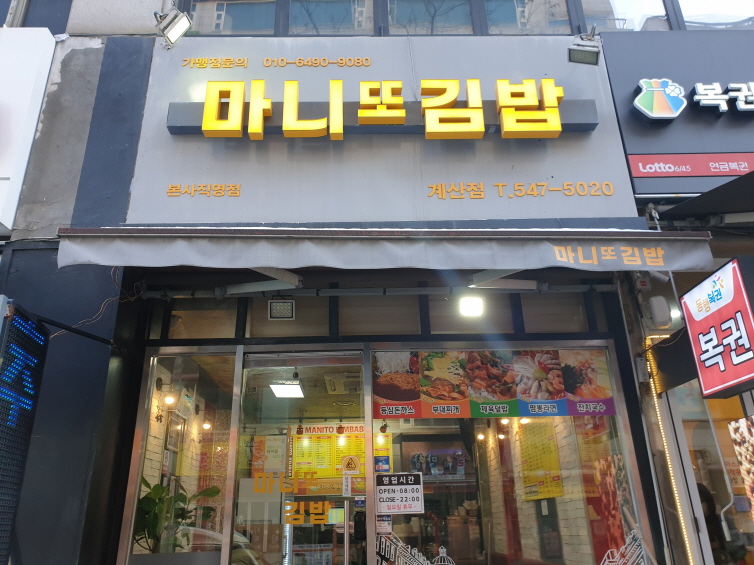 가맹점문의 010-6490-9080
마니또김밥
본사직영점
계산점 T.547-5020
마니또김밥
복권
Lotto 6/45 연금복권
동행복권
복권
등심돈까스 부대찌개 제육덮밥 짬뽕라면 잔치국수
MANITO KIMBAB
마니또
김밥
영업시간
OPEN-08:00
CLOSE-22:00